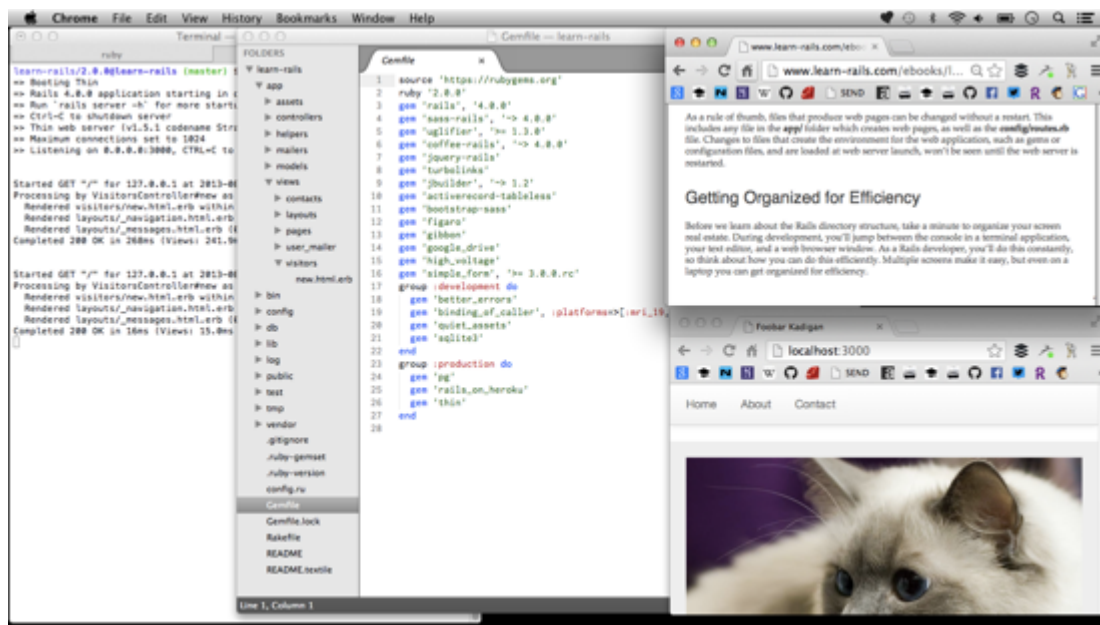 Chrome File Edit View History Bookmarks Window Help
Terminal —
ruby
learn-rails/2.0.0@learn-rails (master) $
=> Booting Thin
=> Rails 4.0.0 application starting in
=> Run `rails server -h` for more startu
=> Ctrl-C to shutdown server
=> Thin web server (v1.5.1 codename Stra
=> Maximum connections set to 1024
=> Listening on 0.0.0.0:3000, CTRL+C to
Started GET "/" for 127.0.0.1 at 2013-0
Processing by VisitorsController#new as
Rendered visitors/new.html.erb within
Rendered layouts/_navigation.html.erb
Rendered layouts/_messages.html.erb
Completed 200 OK in 268ms (Views: 241.9m
Started GET "/" for 127.0.0.1 at 2013-0
Processing by VisitorsController#new as
Rendered visitors/new.html.erb within
Rendered layouts/_navigation.html.erb
Rendered layouts/_messages.html.erb
Completed 200 OK in 16ms (Views: 15.0ms
Gemfile — learn-rails
FOLDERS
learn-rails
app
assets
controllers
helpers
mailers
models
views
contacts
layouts
pages
user_mailer
visitors
new.html.erb
bin
config
db
lib
log
public
test
tmp
vendor
.gitignore
.ruby-gemset
.ruby-version
config.ru
Gemfile
Gemfile.lock
Rakefile
README
README.textile
Line 1, Column 1
Gemfile
1 source 'https://rubygems.org'
2 ruby '2.0.0'
3 gem 'rails', '4.0.0'
4 gem 'sass-rails', '~> 4.0.0'
5 gem 'uglifier', '>= 1.3.0'
6 gem 'coffee-rails', '~> 4.0.0'
7 gem 'jquery-rails'
8 gem 'turbolinks'
9 gem 'jbuilder', '~> 1.2'
10 gem 'activerecord-tableless'
11 gem 'bootstrap-sass'
12 gem 'figaro'
13 gem 'gibbon'
14 gem 'google_drive'
15 gem 'high_voltage'
16 gem 'simple_form', '>= 3.0.0.rc'
17 group :development do
18 gem 'better_errors'
19 gem 'binding_of_caller', :platforms=>[:mri_19,
20 gem 'quiet_assets'
21 gem 'sqlite3'
22 end
23 group :production do
24 gem 'pg'
25 gem 'rails_on_heroku'
26 gem 'thin'
27 end
28
www.learn-rails.com/ebo
www.learn-rails.com/ebooks/l...
SEND
As a rule of thumb, files that produce web pages can be changed without a restart. This
includes any file in the app/ folder which creates web pages, as well as the config/routes.rb
file. Changes to files that create the environment for the web application, such as gems or
configuration files, and are loaded at web server launch, won't be seen until the web server is
restarted.
Getting Organized for Efficiency
Before we learn about the Rails directory structure, take a minute to organize your screen
real estate. During development, you'll jump between the console in a terminal application,
your text editor, and a web browser window. As a Rails developer, you'll do this constantly,
so think about how you can do this efficiently. Multiple screens make it easy, but even on a
laptop you can get organized for efficiency.
Foobar Kadigan
localhost:3000
SEND
Home About Contact